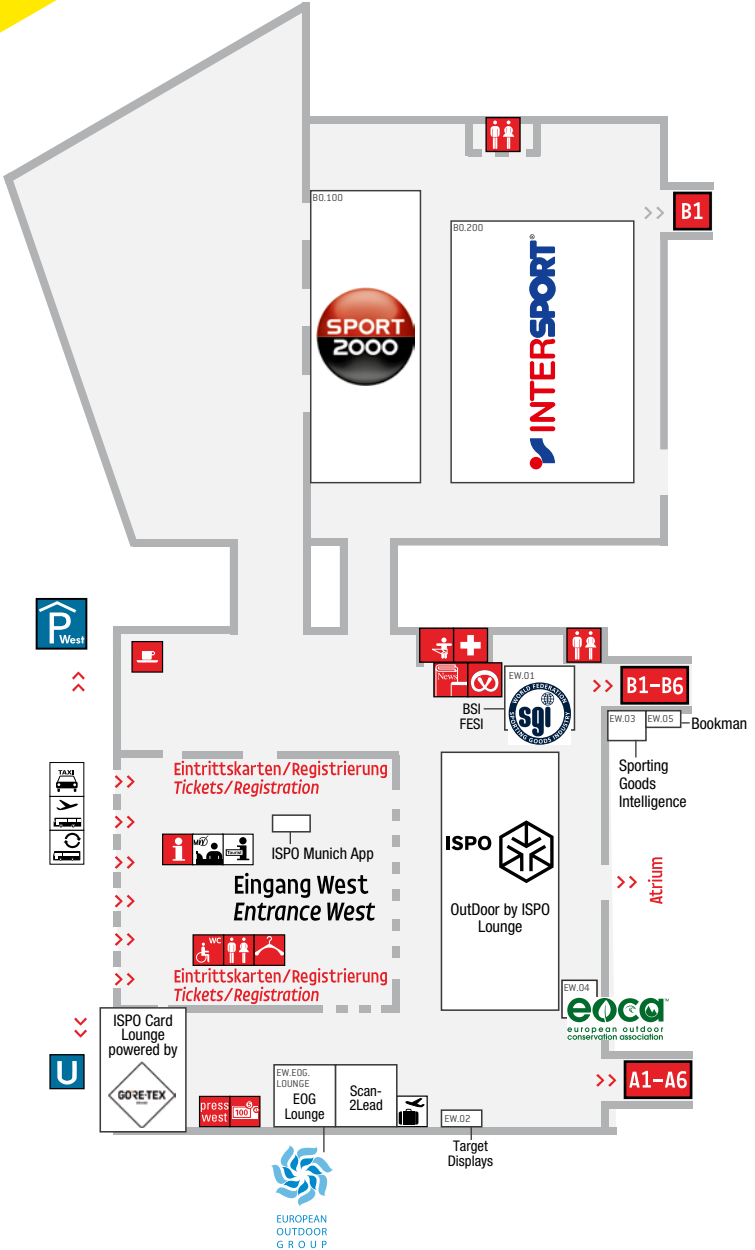 B0.100
SPORT
2000
B0.200
INTERSPORT®
B1
P
West
News
EW.01
WORLD FEDERATION
sgi
SPORTING GOODS INDUSTRY
BSI
FESI
B1–B6
EW.03
EW.05
Bookman
Sporting
Goods
Intelligence
TAXI
Eintrittskarten/Registrierung
Tickets/Registration
i
Tourist
i
ISPO Munich App
Eingang West
Entrance West
WC
Eintrittskarten/Registrierung
Tickets/Registration
ISPO
OutDoor by ISPO
Lounge
Atrium
EW.04
eoca™
european outdoor
conservation association
U
ISPO Card
Lounge
powered by
GORE-TEX
press
west
100
EW.EOG.
LOUNGE
EOG
Lounge
Scan-
2Lead
EW.02
Target
Displays
A1–A6
EUROPEAN
OUTDOOR
GROUP